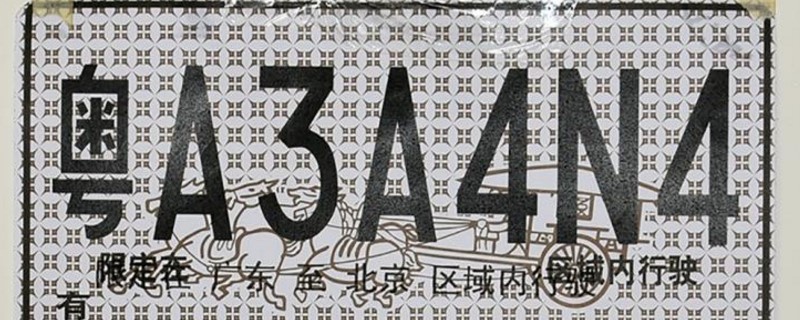 粤A3A4N4
限定在 广东 至 北京 区域内行驶
有